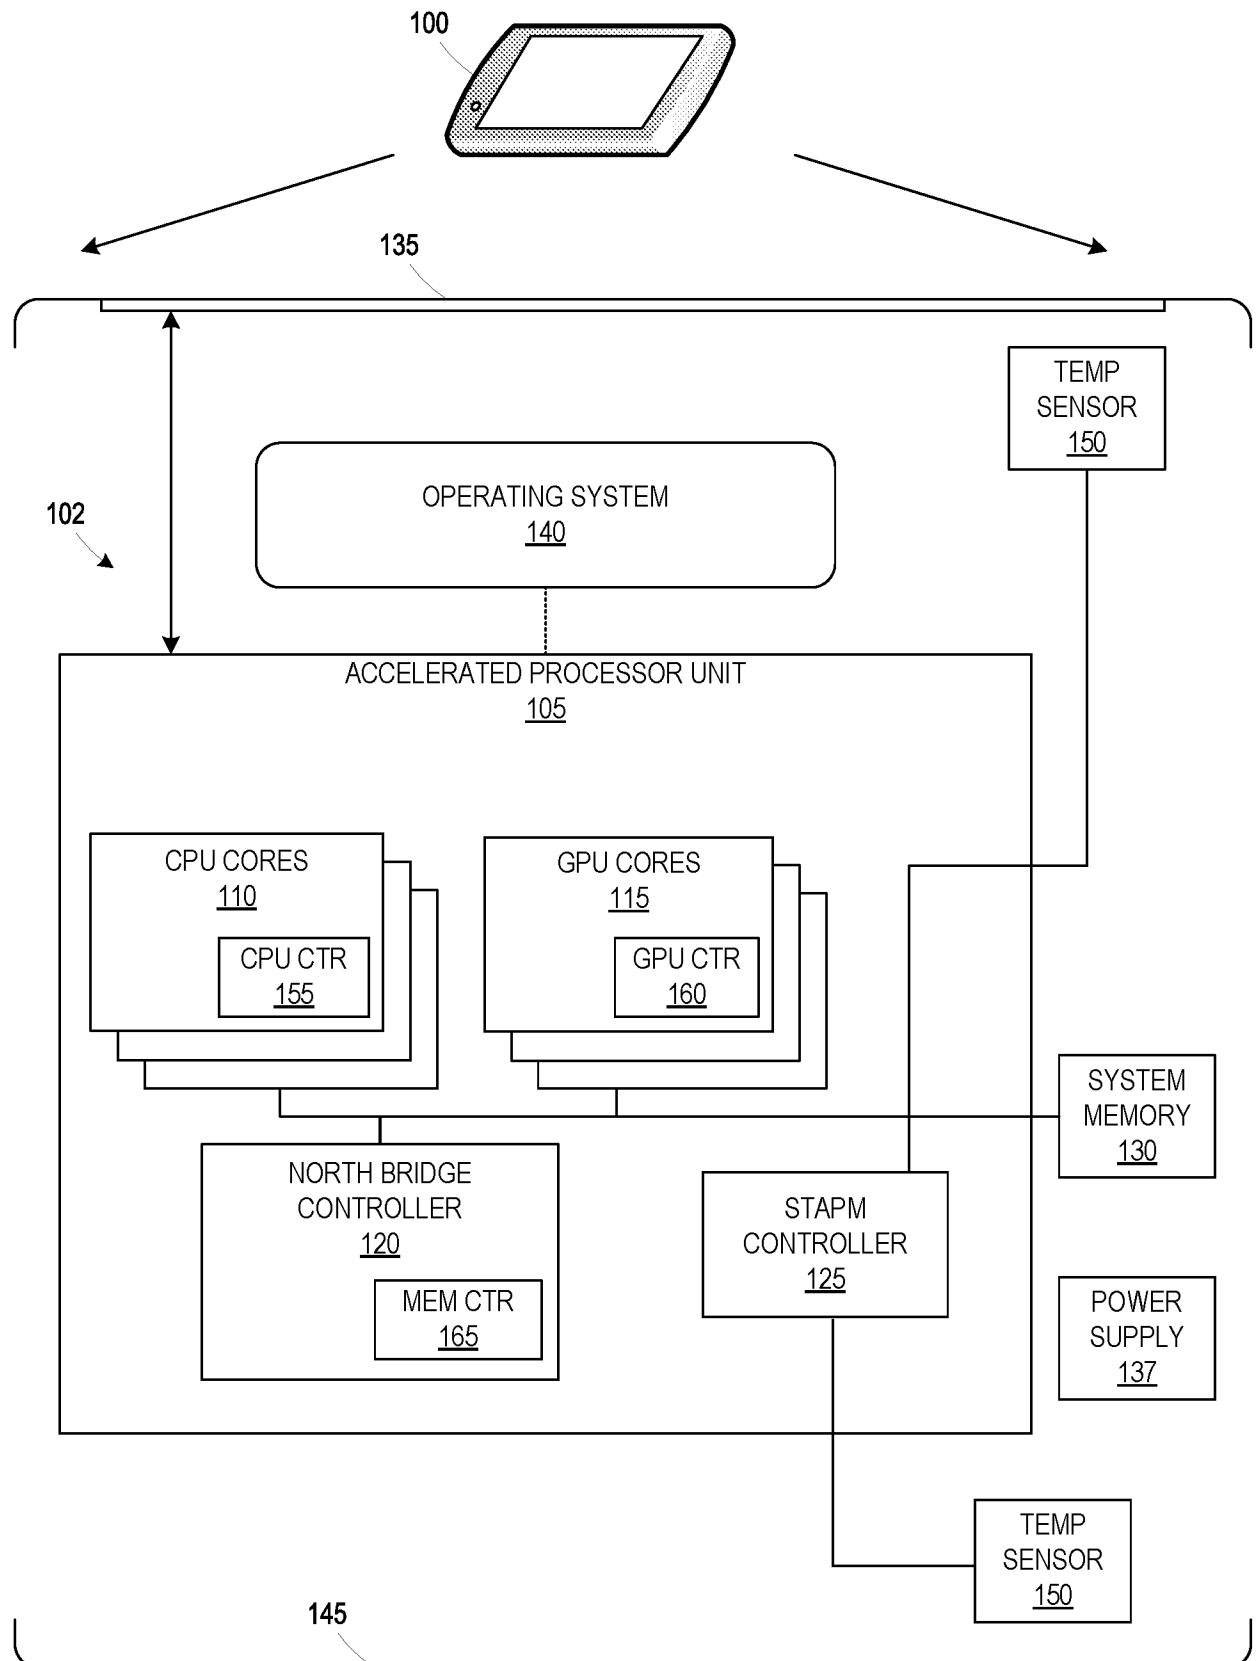 100
135
TEMP
SENSOR
150
OPERATING SYSTEM
140
102
ACCELERATED PROCESSOR UNIT
105
CPU CORES
110
CPU CTR
155
GPU CORES
115
GPU CTR
160
SYSTEM
MEMORY
130
NORTH BRIDGE
CONTROLLER
120
MEM CTR
165
STAPM
CONTROLLER
125
POWER
SUPPLY
137
TEMP
SENSOR
150
145